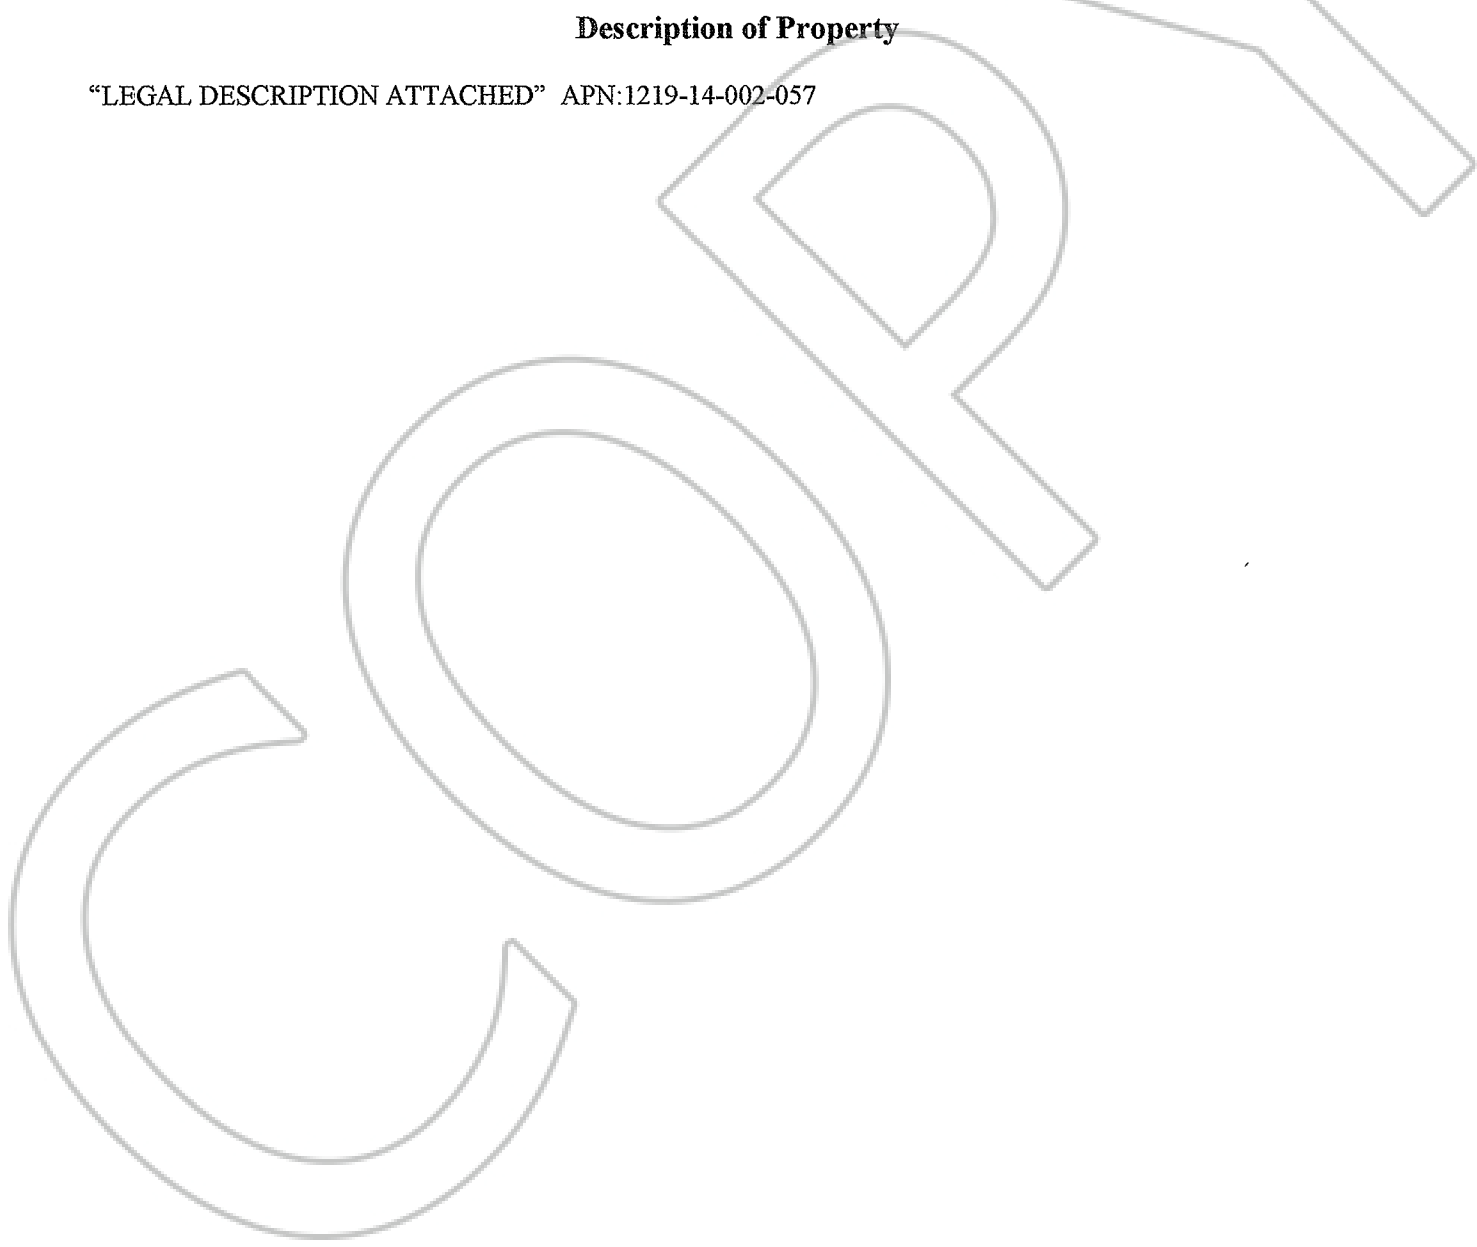 Description of Property
“LEGAL DESCRIPTION ATTACHED” APN:1219-14-002-057
COPY